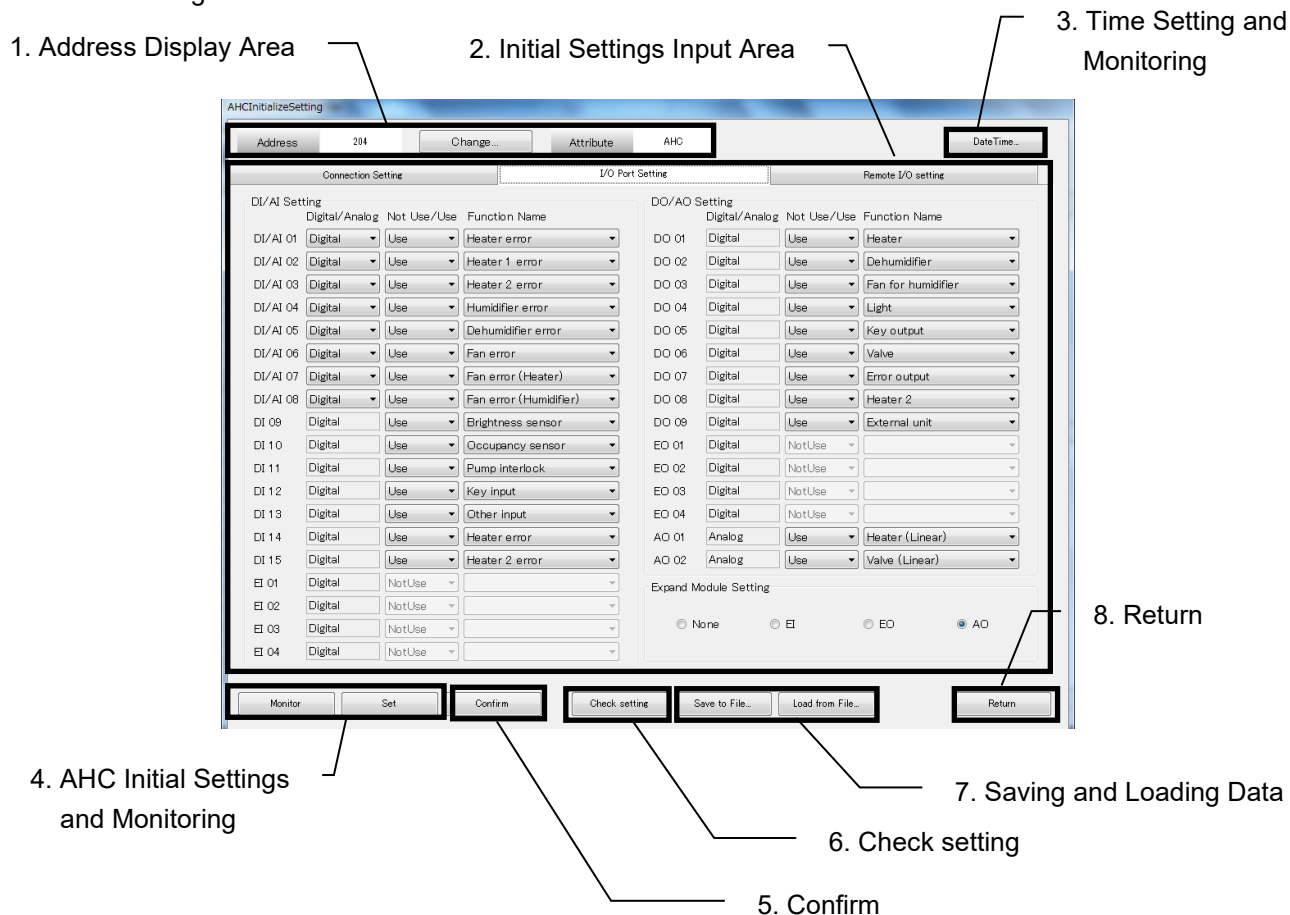 3. Time Setting and
Monitoring
1. Address Display Area
2. Initial Settings Input Area
AHCInitializeSetting
Address 204 Change... Attribute AHC DateTime...
Connection Setting I/O Port Setting Remote I/O setting
DI/AI Setting DO/AO Setting
Digital/Analog Not Use/Use Function Name Digital/Analog Not Use/Use Function Name
DI/AI 01 Digital Use Heater error DO 01 Digital Use Heater
DI/AI 02 Digital Use Heater 1 error DO 02 Digital Use Dehumidifier
DI/AI 03 Digital Use Heater 2 error DO 03 Digital Use Fan for humidifier
DI/AI 04 Digital Use Humidifier error DO 04 Digital Use Light
DI/AI 05 Digital Use Dehumidifier error DO 05 Digital Use Key output
DI/AI 06 Digital Use Fan error DO 06 Digital Use Valve
DI/AI 07 Digital Use Fan error (Heater) DO 07 Digital Use Error output
DI/AI 08 Digital Use Fan error (Humidifier) DO 08 Digital Use Heater 2
DI 09 Digital Use Brightness sensor DO 09 Digital Use External unit
DI 10 Digital Use Occupancy sensor EO 01 Digital NotUse
DI 11 Digital Use Pump interlock EO 02 Digital NotUse
DI 12 Digital Use Key input EO 03 Digital NotUse
DI 13 Digital Use Other input EO 04 Digital NotUse
DI 14 Digital Use Heater error AO 01 Analog Use Heater (Linear)
DI 15 Digital Use Heater 2 error AO 02 Analog Use Valve (Linear)
EI 01 Digital NotUse
Expand Module Setting
EI 02 Digital NotUse
EI 03 Digital NotUse None EI EO AO
EI 04 Digital NotUse
8. Return
Monitor Set Confirm Check setting Save to File... Load from File... Return
4. AHC Initial Settings
and Monitoring
7. Saving and Loading Data
6. Check setting
5. Confirm